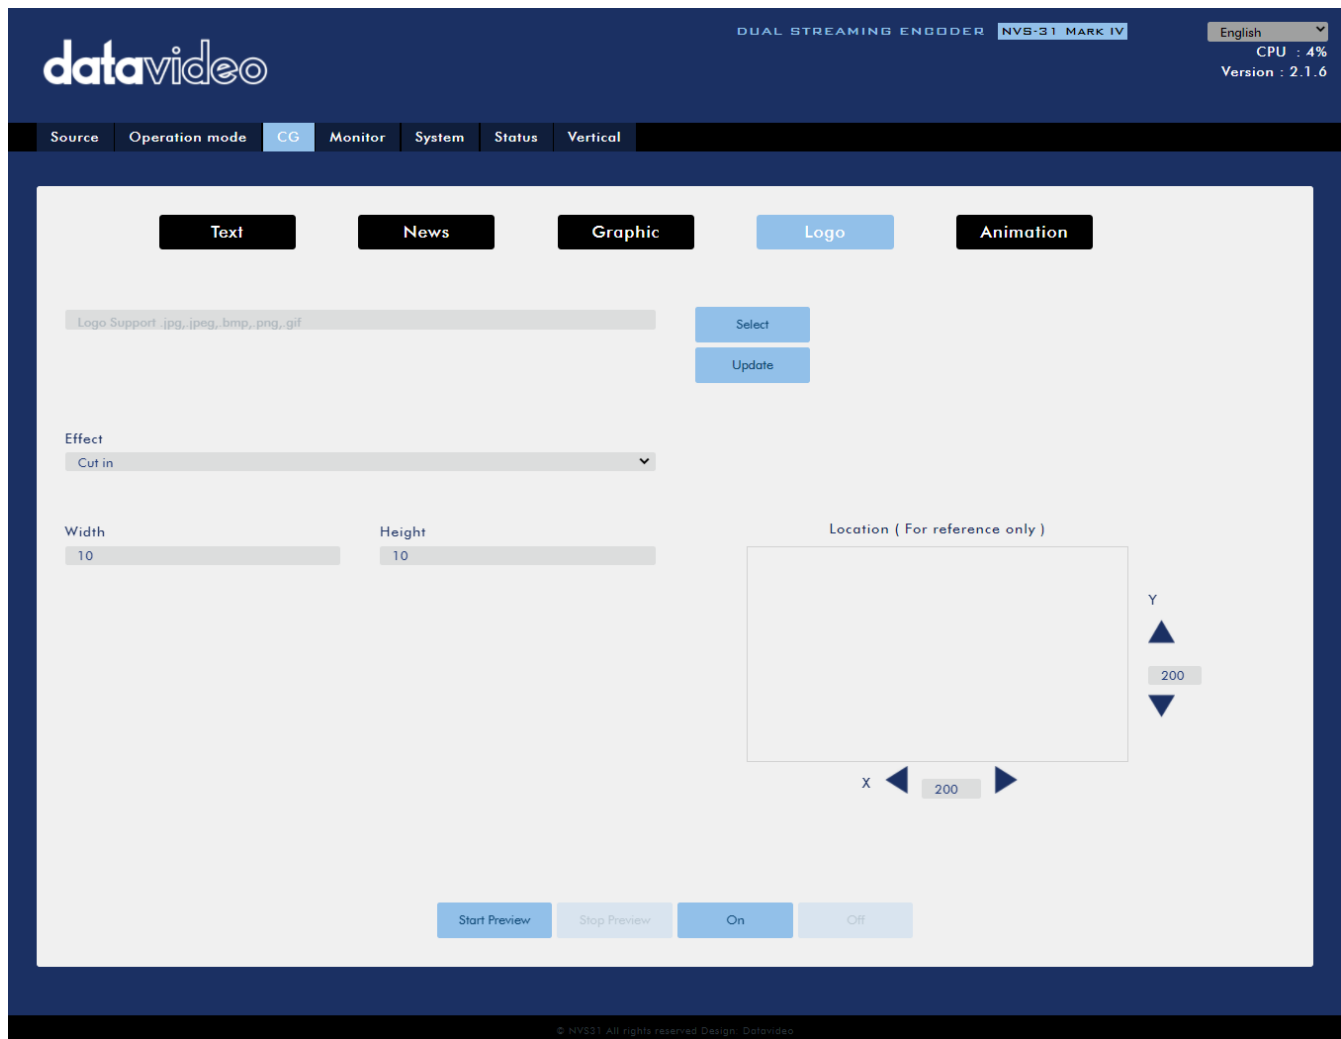 DUAL STREAMING ENCODER NVS-31 MARK IV
English
CPU : 4%
Version : 2.1.6
datavideo
Source Operation mode CG Monitor System Status Vertical
Text News Graphic Logo Animation
Logo Support .jpg,.jpeg,.bmp,.png,.gif
Select
Update
Effect
Cut in
Width Height
10 10
Location ( For reference only )
Y
200
X 200
Start Preview Stop Preview On Off
© NVS31 All rights reserved Design: Datavideo